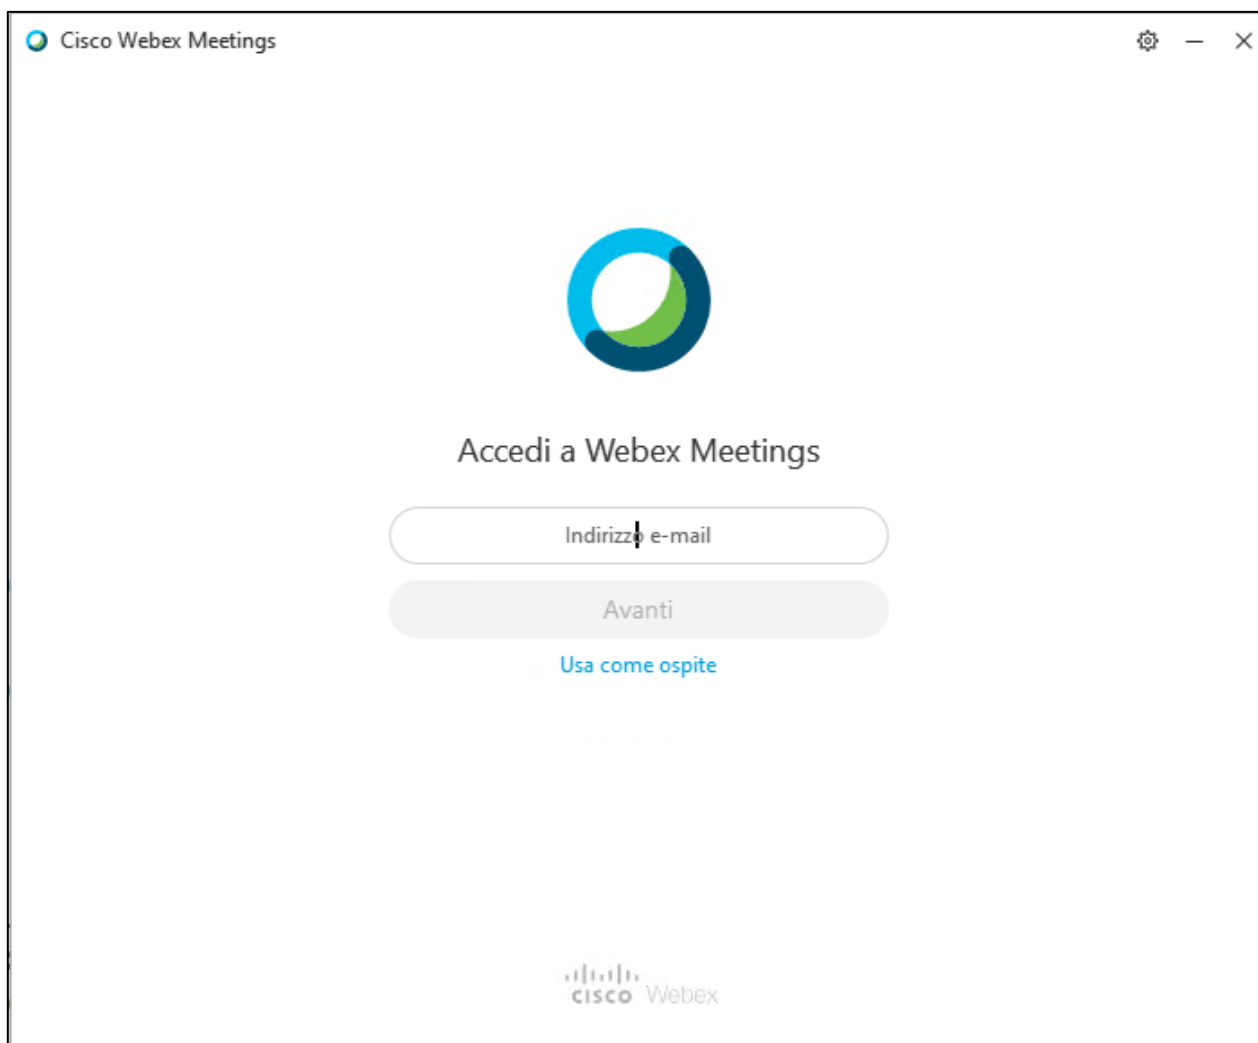 Cisco Webex Meetings
Accedi a Webex Meetings
Indirizzo e-mail
Avanti
Usa come ospite
CISCO Webex